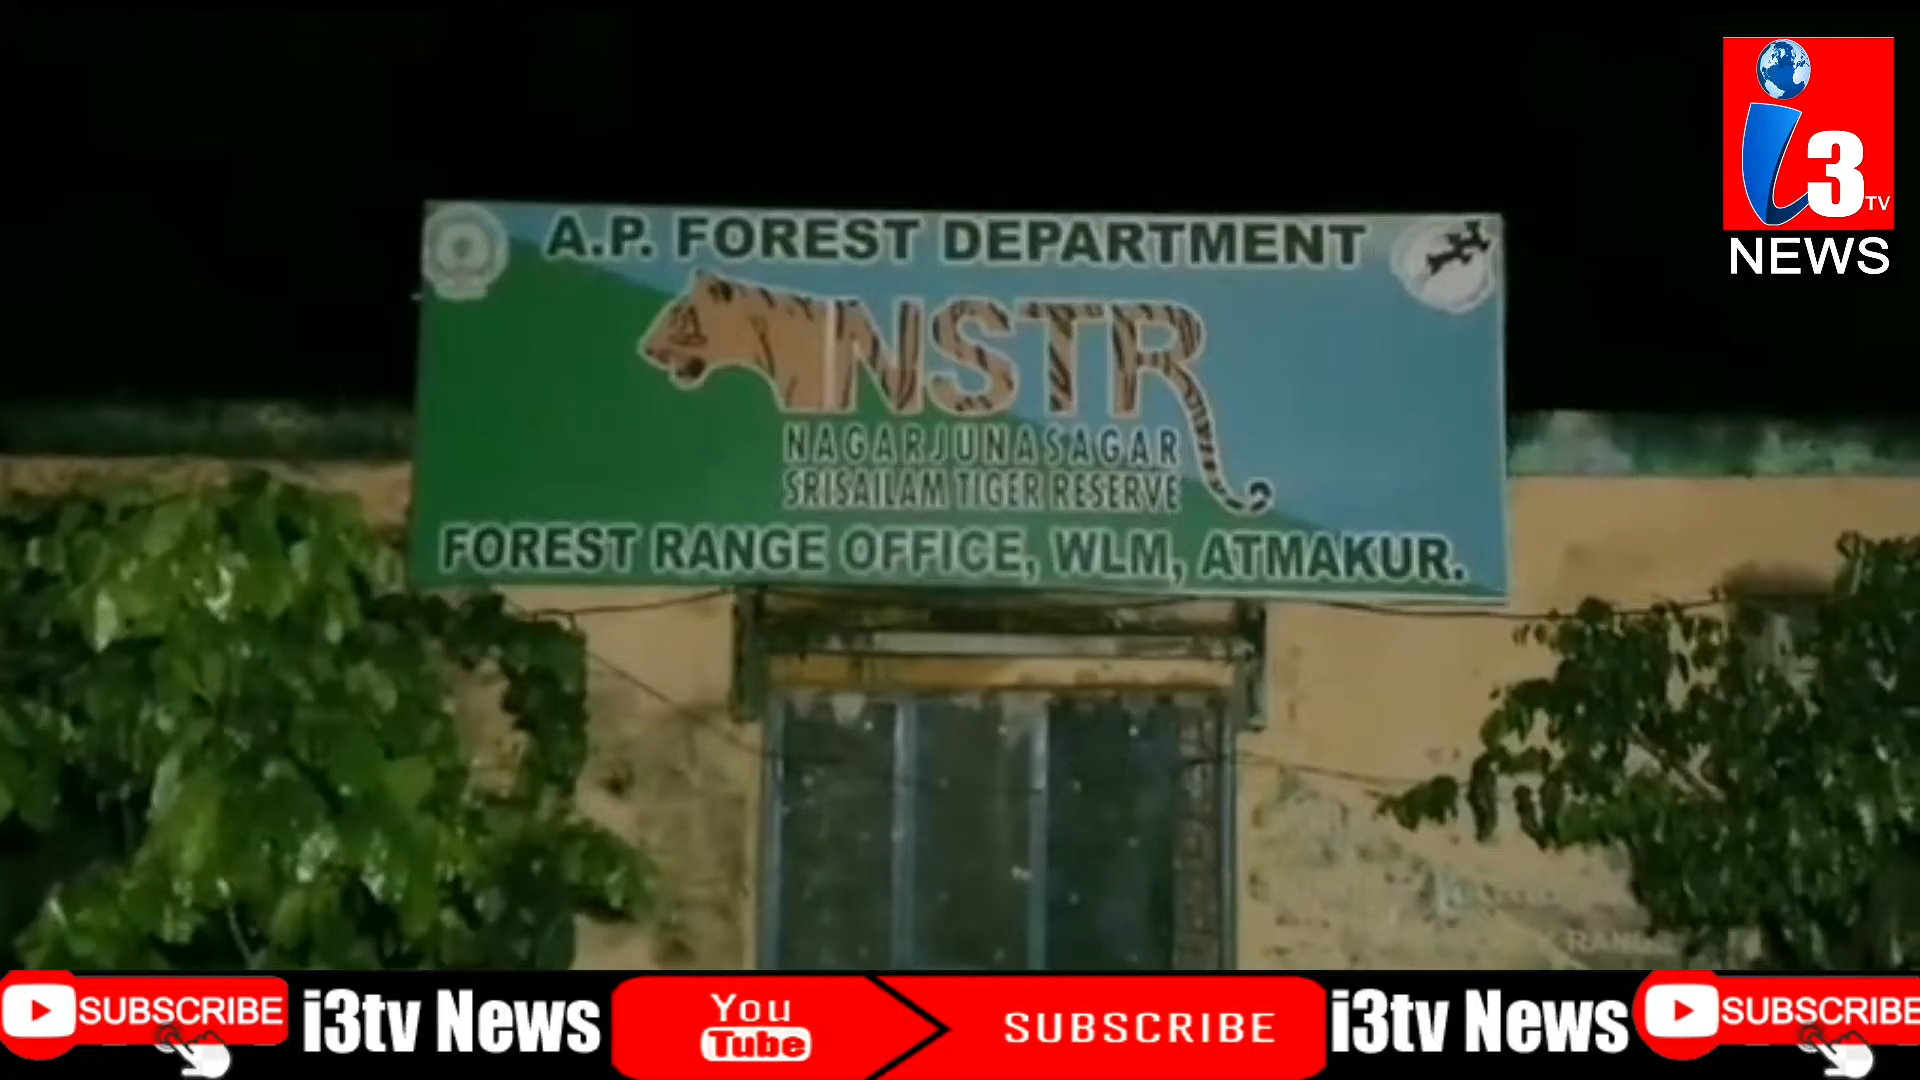 A.P. FOREST DEPARTMENT
NSTR
NAGARJUNASAGAR
SRISAILAM TIGER RESERVE
FOREST RANGE OFFICE, WLM, ATMAKUR.
i3TV
NEWS
SUBSCRIBE i3tv News You Tube SUBSCRIBE i3tv News SUBSCRIBE